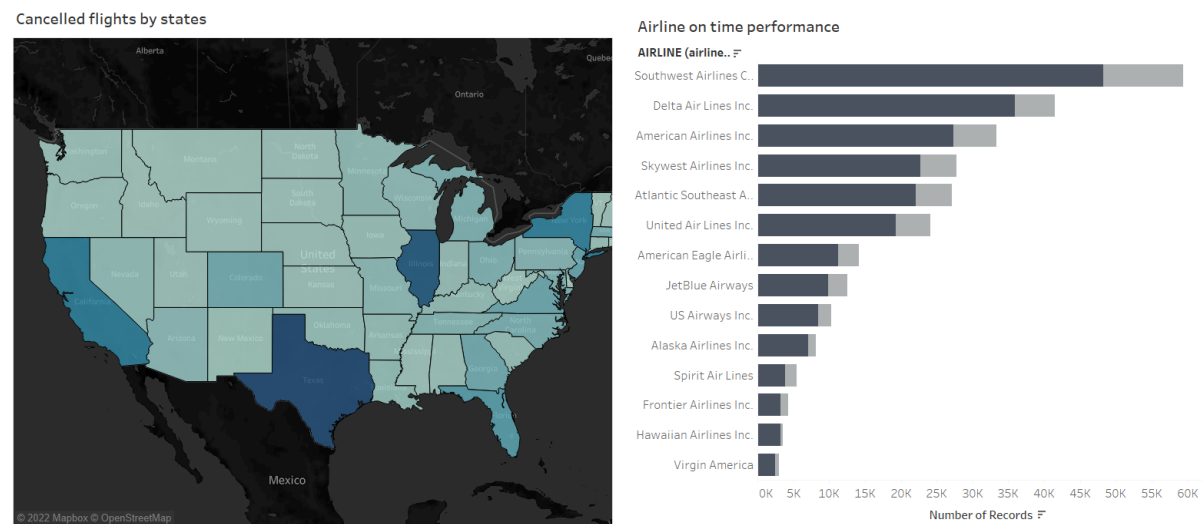 Cancelled flights by states
Alberta
Quebec
Ontario
Washington
Montana
North
Dakota
Minnesota
Oregon
Idaho
South
Dakota
Wisconsin
Michigan
New York
Wyoming
Iowa
Pennsylvania
Nevada
Utah
Colorado
United
States
Kansas
Missouri
Illinois
Indiana
Ohio
California
Arizona
New Mexico
Oklahoma
Arkansas
Tennessee
North
Carolina
Georgia
Texas
Mexico
© 2022 Mapbox © OpenStreetMap
Airline on time performance
AIRLINE (airline..
Southwest Airlines C..
Delta Air Lines Inc.
American Airlines Inc.
Skywest Airlines Inc.
Atlantic Southeast A..
United Air Lines Inc.
American Eagle Airli..
JetBlue Airways
US Airways Inc.
Alaska Airlines Inc.
Spirit Air Lines
Frontier Airlines Inc.
Hawaiian Airlines Inc.
Virgin America
0K 5K 10K 15K 20K 25K 30K 35K 40K 45K 50K 55K 60K
Number of Records